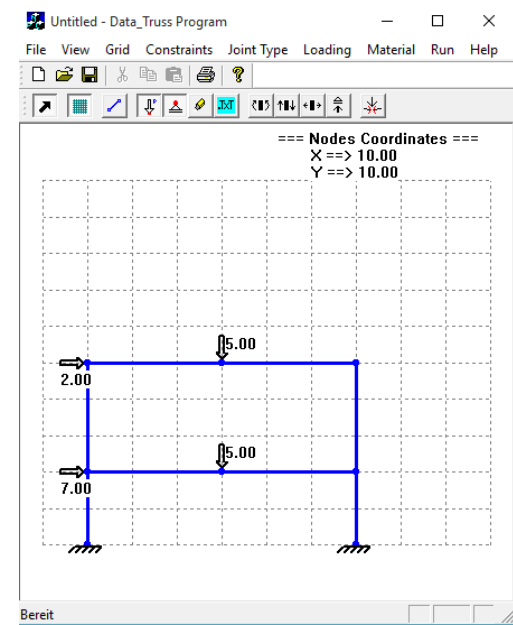 Untitled - Data_Truss Program
File View Grid Constraints Joint Type Loading Material Run Help
TXT
=== Nodes Coordinates ===
X ==> 10.00
Y ==> 10.00
5.00
2.00
5.00
7.00
Bereit